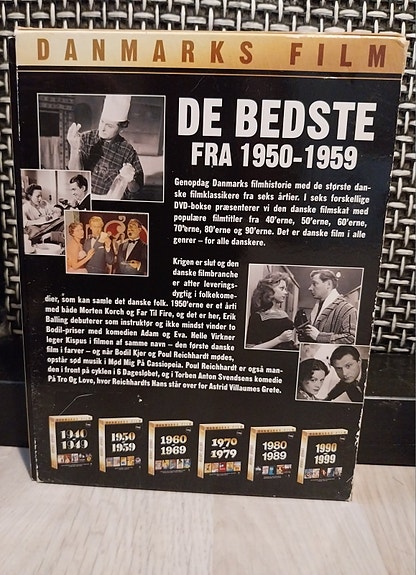 DANMARKS FILM
DE BEDSTE
FRA 1950-1959
Genopdag Danmarks filmhistorie med de største dan-
ske filmklassikere fra seks årtier. I seks forskellige
DVD-bokse præsenterer vi den danske filmskat med
populære filmtitler fra 40'erne, 50'erne, 60'erne,
70'erne, 80'erne og 90'erne. Det er danske film i alle
genrer – for alle danskere.
Krigen er slut og den
danske filmbranche
er atter leverings-
dygtig i folkekome-
dier, som kan samle det danske folk. 1950'erne er et årti
med både Morten Korch og Far Til Fire, og det er her, Erik
Balling debuterer som instruktør og ikke mindst vinder to
Bodil-priser med komedien Adam og Eva. Helle Virkner
leger Kispus i filmen af samme navn – den første danske
film i farver – og når Bodil Kjer og Poul Reichhardt mødes,
opstår sød musik i Mød Mig På Cassiopeia. Poul Reichardt er også man-
den i front på cyklen i 6 Dagesløbet, og i Torben Anton Svendsens komedie
På Tro Og Love, hvor Reichhardts Hans står over for Astrid Villaumes Grete.
1940
1949
1950
1959
1960
1969
1970
1979
1980
1989
1990
1999